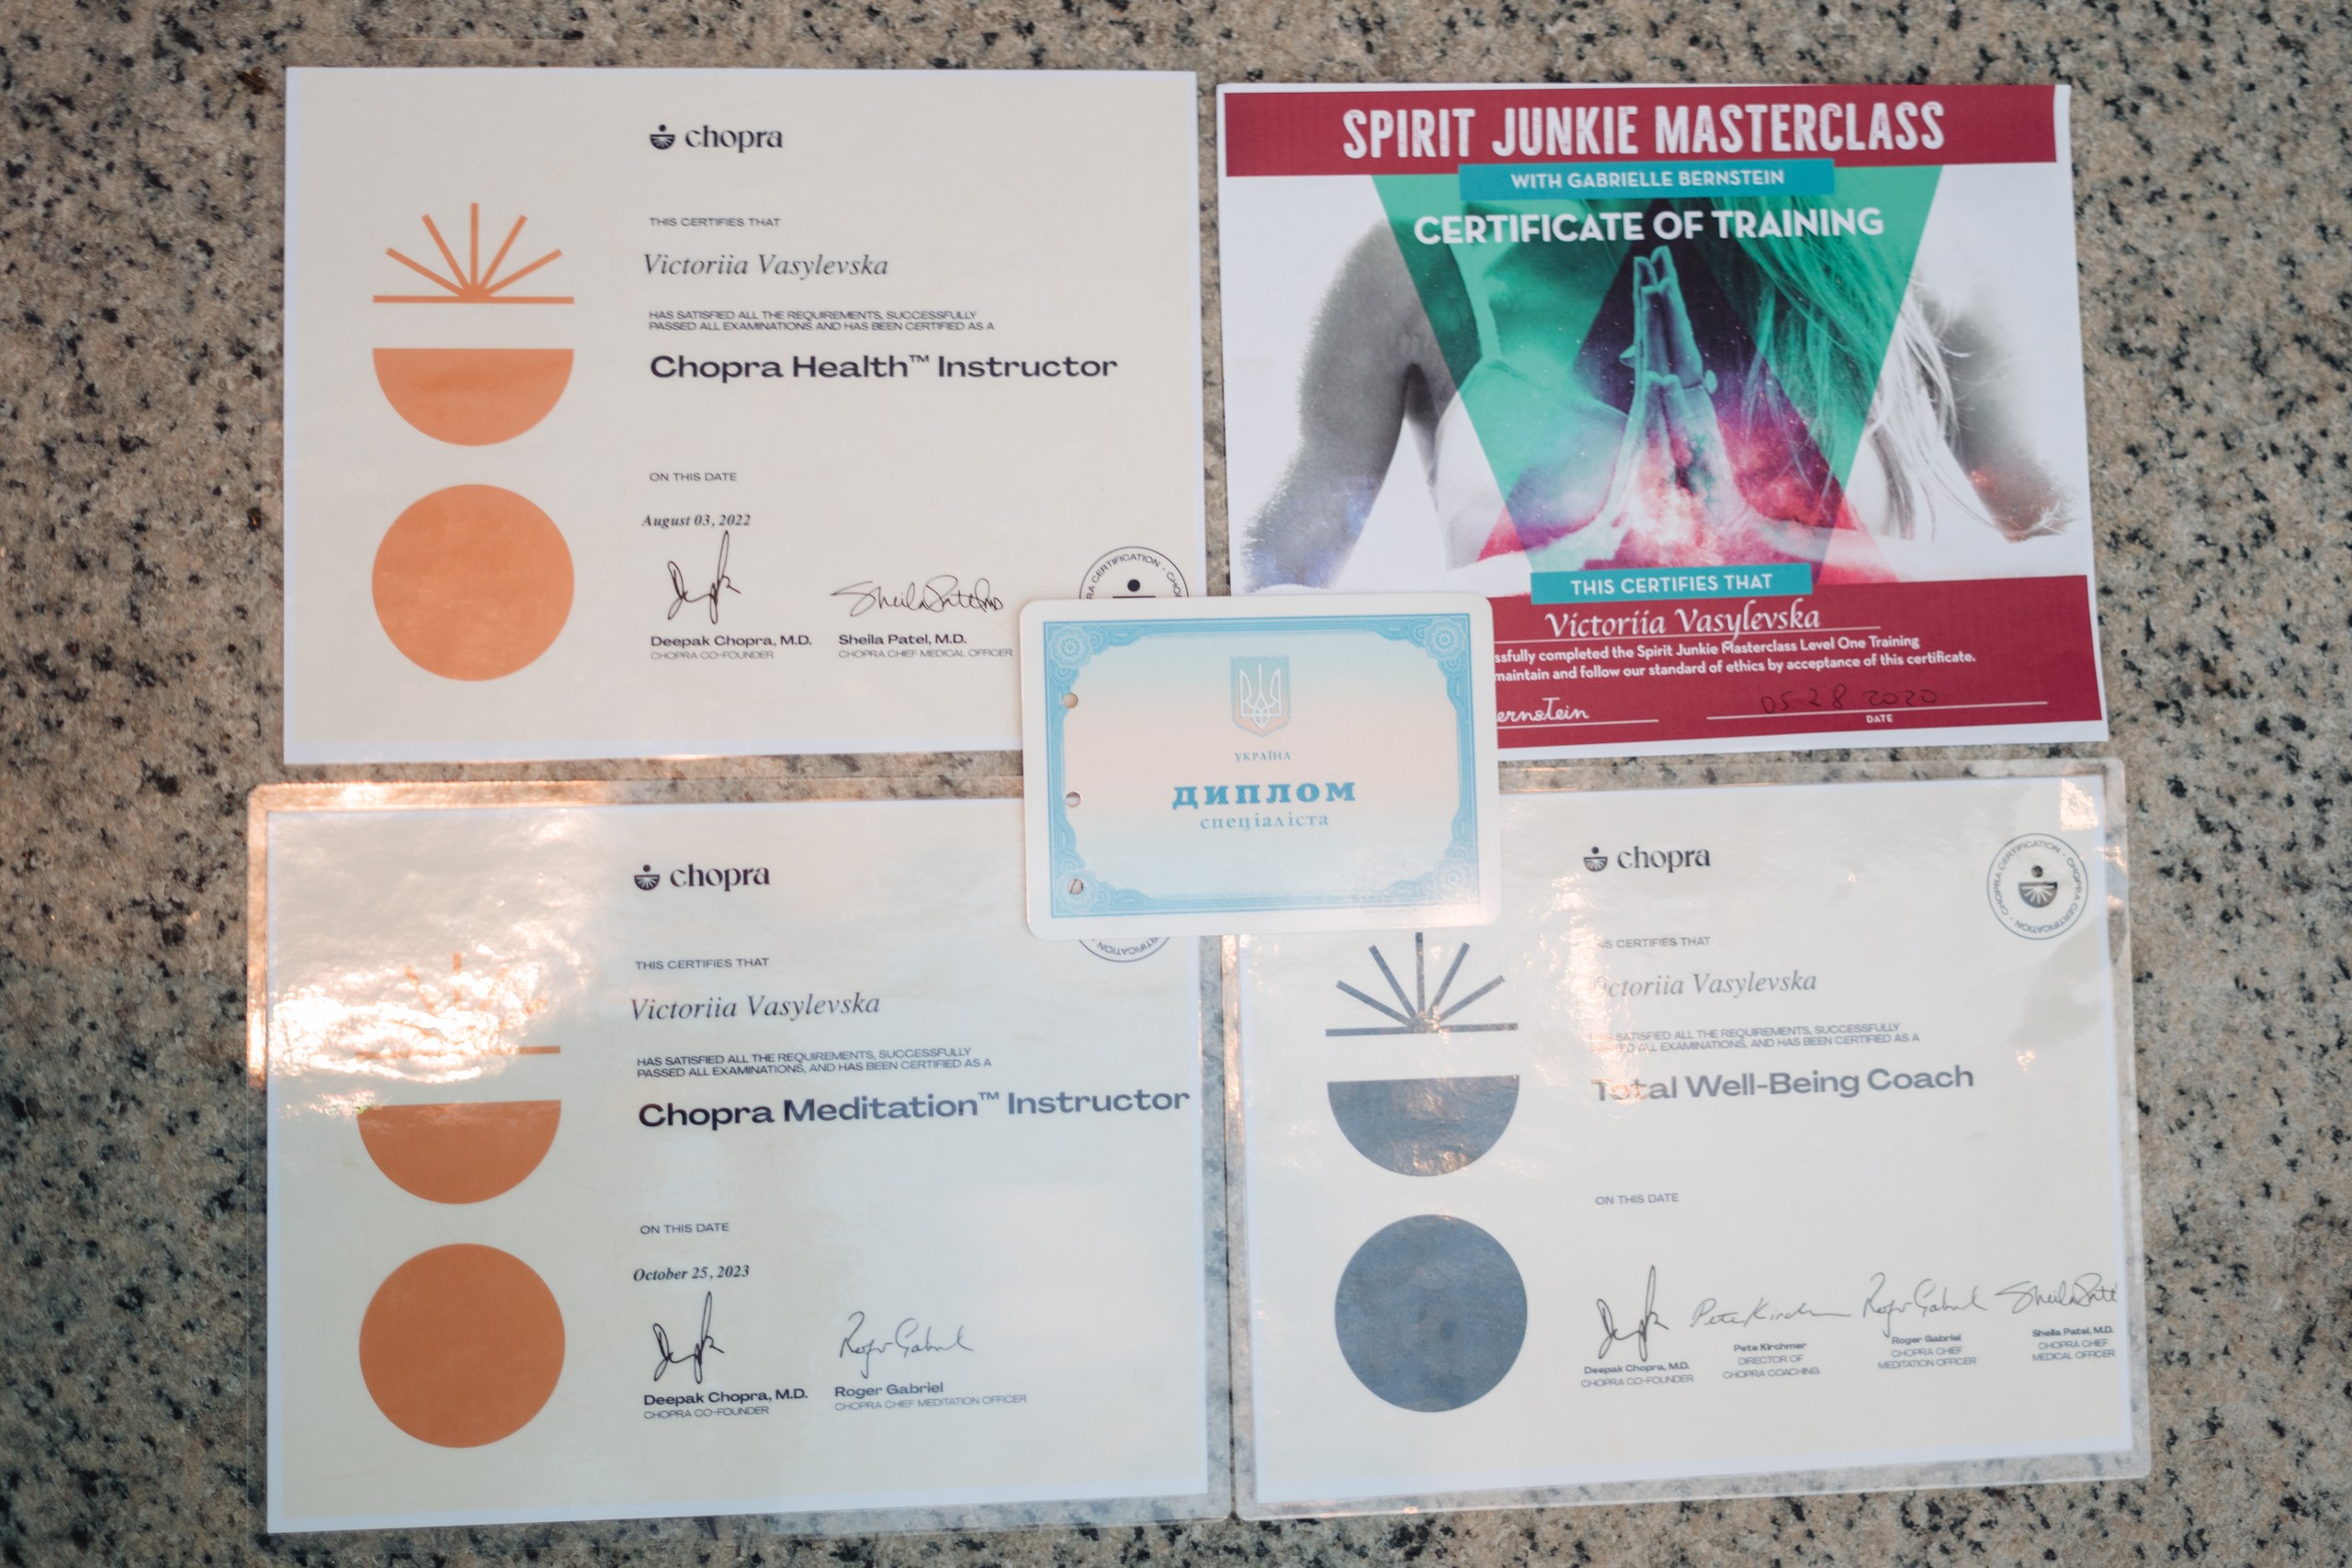 chopra
THIS CERTIFIES THAT
Victoriia Vasylevska
HAS SATISFIED ALL THE REQUIREMENTS, SUCCESSFULLY
PASSED ALL EXAMINATIONS AND HAS BEEN CERTIFIED AS A
Chopra Health™ Instructor
ON THIS DATE
August 03, 2022
Deepak Chopra, M.D.
CHOPRA CO-FOUNDER
Sheila Patel, M.D.
CHOPRA CHIEF MEDICAL OFFICER
CERTIFICATION
SPIRIT JUNKIE MASTERCLASS
WITH GABRIELLE BERNSTEIN
CERTIFICATE OF TRAINING
THIS CERTIFIES THAT
Victoriia Vasylevska
completed the Spirit Junkie Masterclass Level One Training
maintain and follow our standard of ethics by acceptance of this certificate.
05 28 2020
DATE
УКРАЇНА
ДИПЛОМ
спеціаліста
chopra
CERTIFICATION
THIS CERTIFIES THAT
Victoriia Vasylevska
HAS SATISFIED ALL THE REQUIREMENTS, SUCCESSFULLY
PASSED ALL EXAMINATIONS, AND HAS BEEN CERTIFIED AS A
Chopra Meditation™ Instructor
ON THIS DATE
October 25, 2023
Deepak Chopra, M.D.
CHOPRA CO-FOUNDER
Roger Gabriel
CHOPRA CHIEF MEDITATION OFFICER
chopra
CHOPRA CERTIFICATION · CHOPRA CERTIFICATION ·
CERTIFIES THAT
Vasylevska
SATISFIED ALL THE REQUIREMENTS, SUCCESSFULLY
ALL EXAMINATIONS, AND HAS BEEN CERTIFIED AS A
Total Well-Being Coach
ON THIS DATE
Deepak Chopra, M.D.
CHOPRA CO-FOUNDER
Pete Kirchmer
DIRECTOR OF
CHOPRA COACHING
Roger Gabriel
CHOPRA CHIEF
MEDITATION OFFICER
Sheila Patel, M.D.
CHOPRA CHIEF
MEDICAL OFFICER